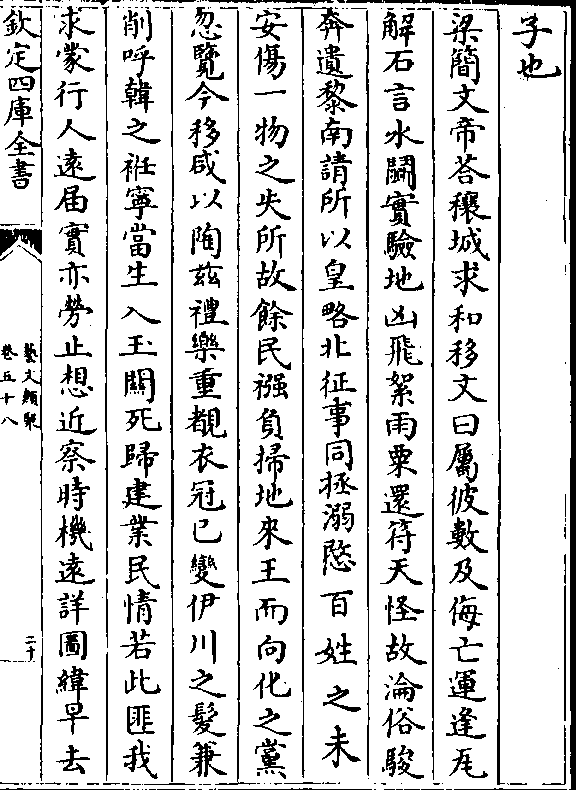 子也
梁簡文帝荅穰城求和移文曰屬彼數及侮亡運逢厎
解石言水鬬實驗地凶飛絮雨粟還符天怪故淪俗駿
奔遺黎南請所以皇略北征事同拯溺愍百姓之未
安傷一物之失所故餘民襁負掃地來王而向化之黨
忽覽今移咸以陶兹禮樂重覩衣冠已變伊川之髮兼
削呼韓之袵寧當生入玉關死歸建業民情若此匪我
求蒙行人遠届實亦勞止想近察時機遠詳圖緯早去
欽定四庫全書
藝文類聚
卷五十八
二十